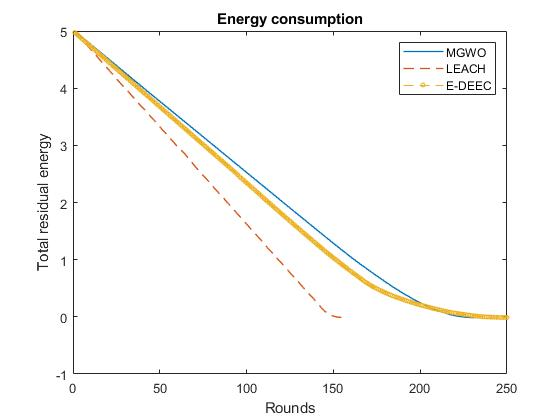 Energy consumption
MGWO
LEACH
E-DEEC
Total residual energy
5
4
3
2
1
0
-1
0 50 100 150 200 250
Rounds